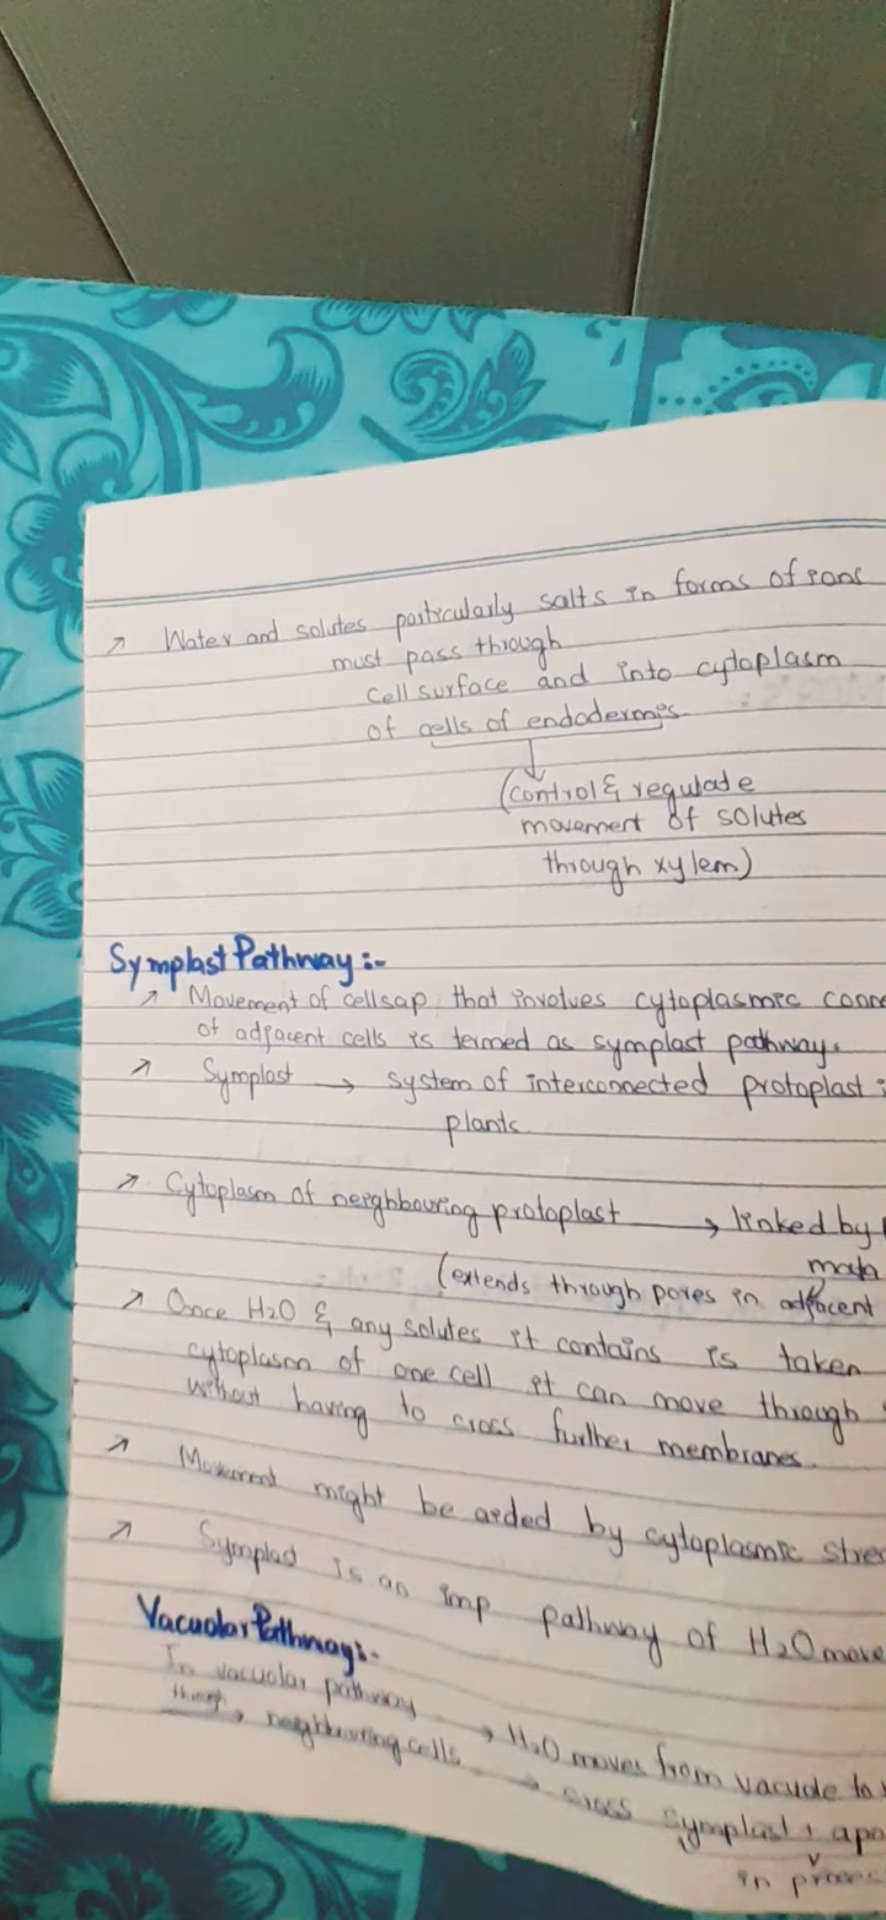 ↗ Water and solutes particularly salts in forms of ions
must pass through
cell surface and into cytoplasm
of cells of endodermis
(control & regulate
movement of solutes
through xylem)
Symplast Pathway:-
↗ Movement of cellsap that involves cytoplasmic conne
of adjacent cells is termed as symplast pathway.
↗ Symplast → system of interconnected protoplast i
plants
↗ Cytoplasm of neighbouring protoplast → linked by
(extends through pores in adjacent
↗ Once H2O & any solutes it contains is taken
cytoplasm of one cell it can move through
without having to cross further membranes.
↗ Movement might be aided by cytoplasmic stre
↗ Symplast is an imp pathway of H2O move
Vacuolar Pathway:-
In vacuolar pathway → H2O moves from vacuole to
through → neighbouring cells → cross symplast + apo
in proces